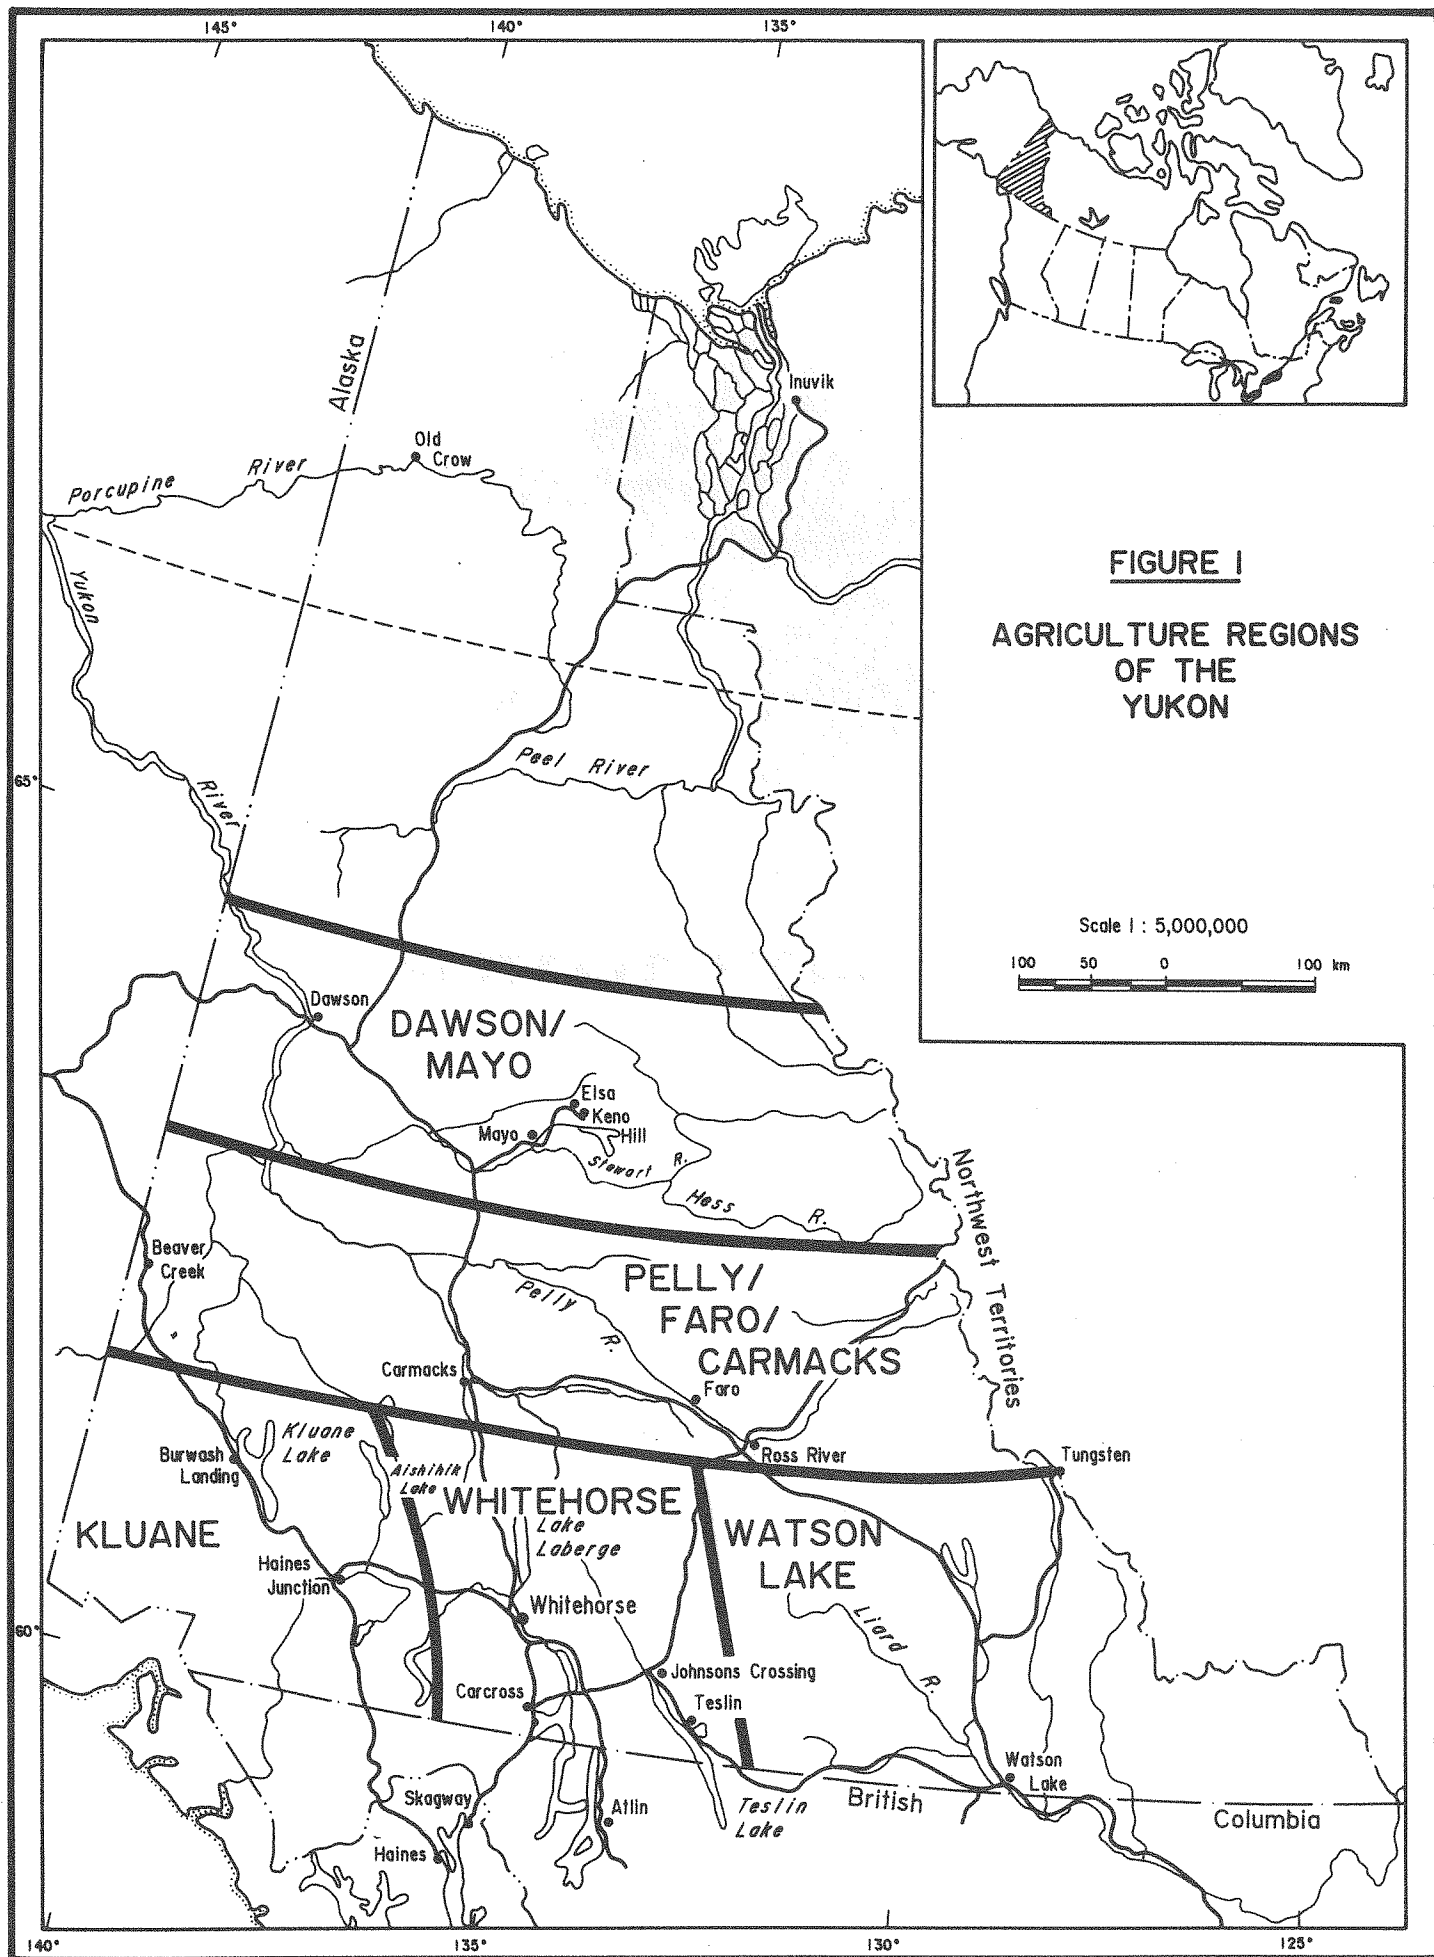 145°
140°
135°
Inuvik
Alaska
Old
Crow
Porcupine River
Yukon
River
FIGURE 1
AGRICULTURE REGIONS
OF THE
YUKON
Peel River
65°
Scale 1 : 5,000,000
100 50 0 100 km
Dawson
DAWSON/
MAYO
Elsa
Keno
Hill
Mayo
Stewart R.
Hess R.
Northwest Territories
Beaver
Creek
PELLY/
FARO/
CARMACKS
Pelly R.
Carmacks
Faro
Ross River
Tungsten
Kluane
Lake
Burwash
Landing
Aishihik
Lake
WHITEHORSE
KLUANE
Lake
Laberge
WATSON
LAKE
Haines
Junction
Whitehorse
Liard R.
60°
Johnsons Crossing
Carcross
Teslin
Watson
Lake
Skagway
Atlin
Teslin
Lake
British
Columbia
Haines
140°
135°
130°
125°